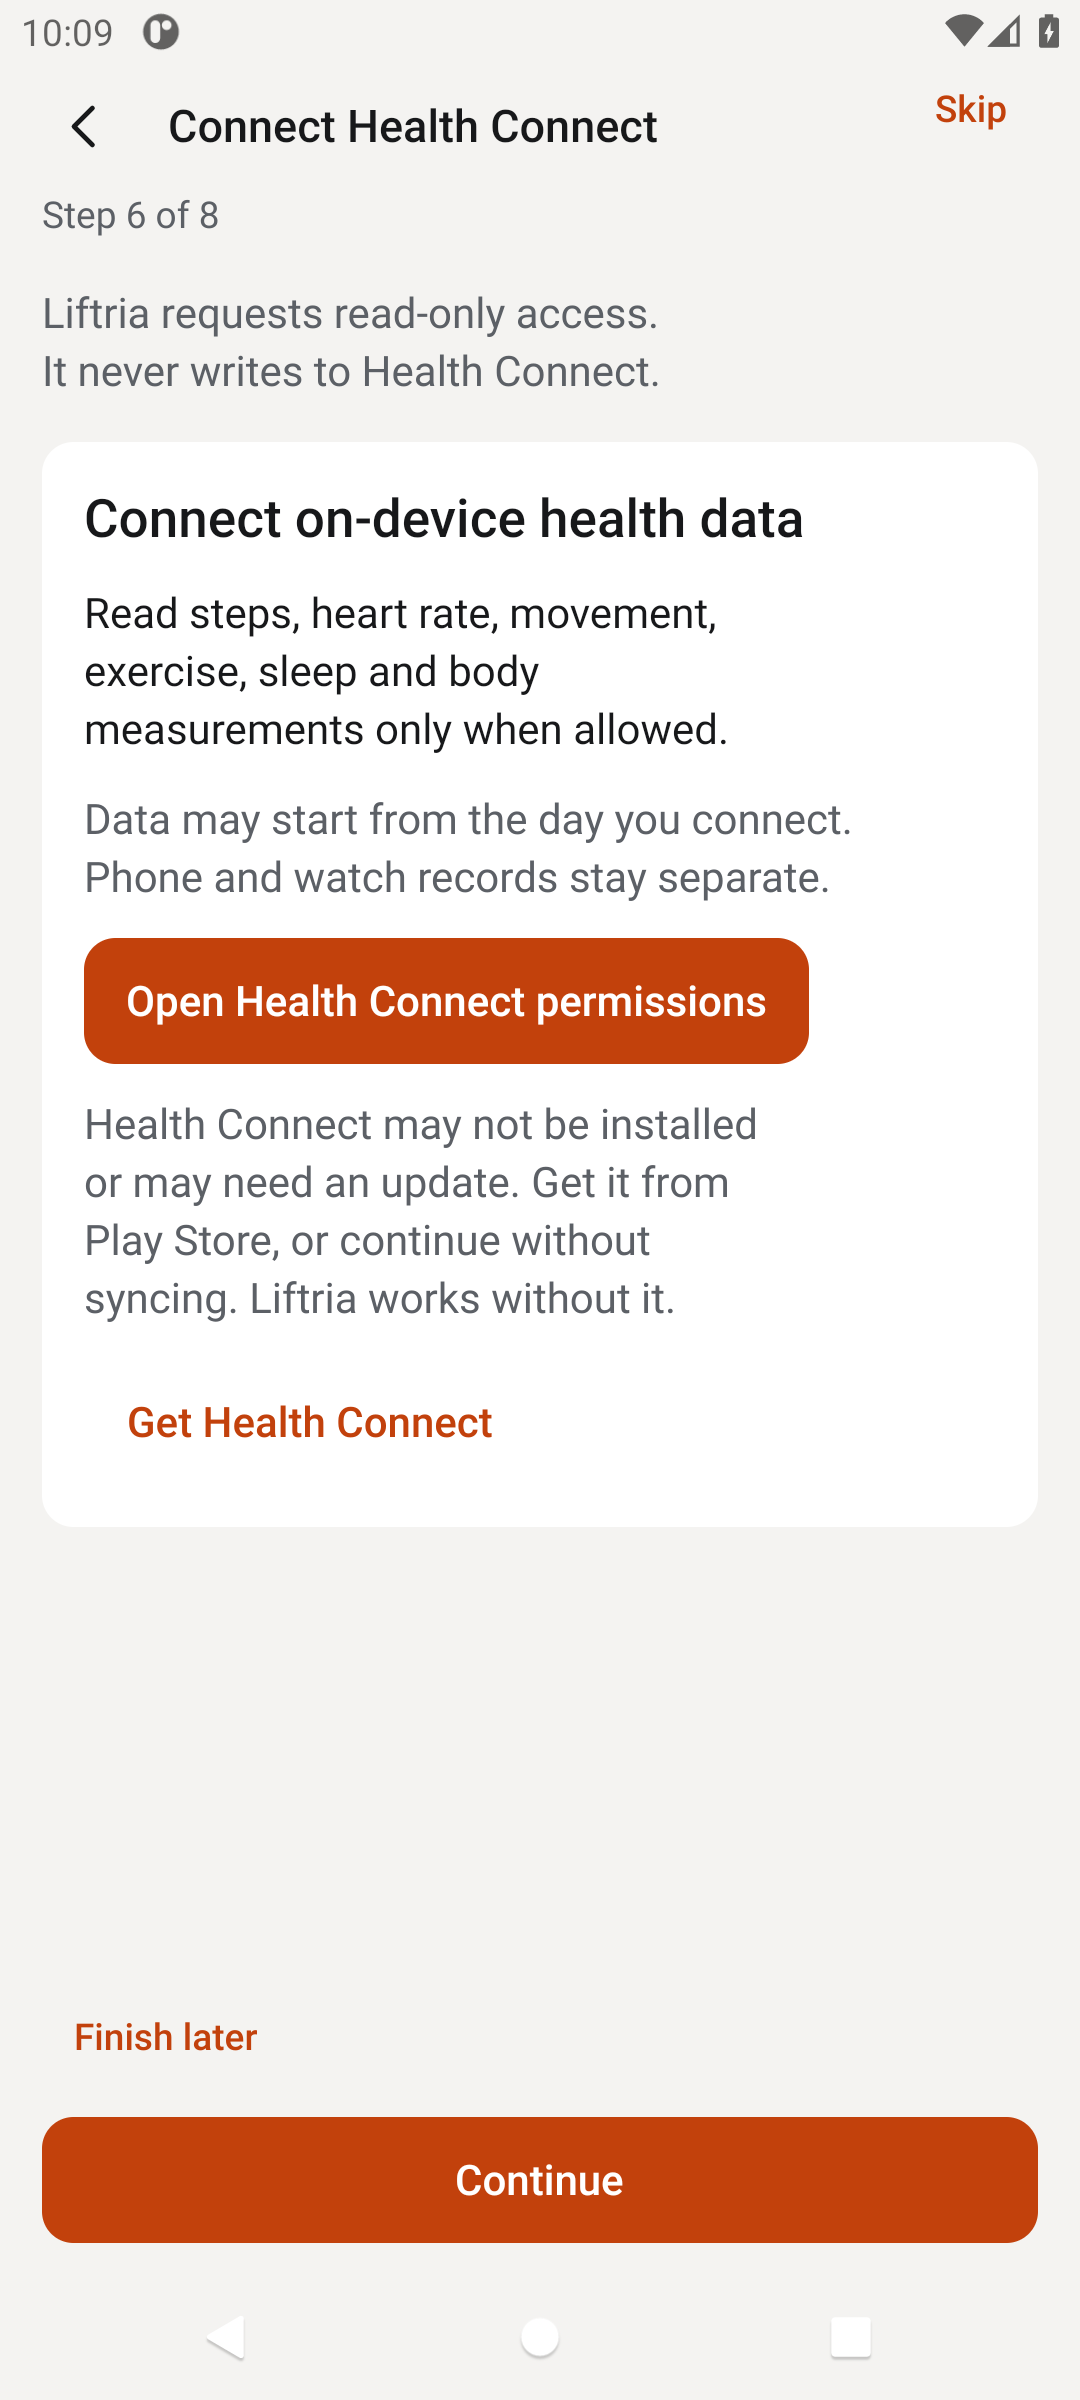 10:09
Connect Health Connect
Skip
Step 6 of 8
Liftria requests read-only access.
It never writes to Health Connect.
Connect on-device health data
Read steps, heart rate, movement,
exercise, sleep and body
measurements only when allowed.
Data may start from the day you connect.
Phone and watch records stay separate.
Open Health Connect permissions
Health Connect may not be installed
or may need an update. Get it from
Play Store, or continue without
syncing. Liftria works without it.
Get Health Connect
Finish later
Continue